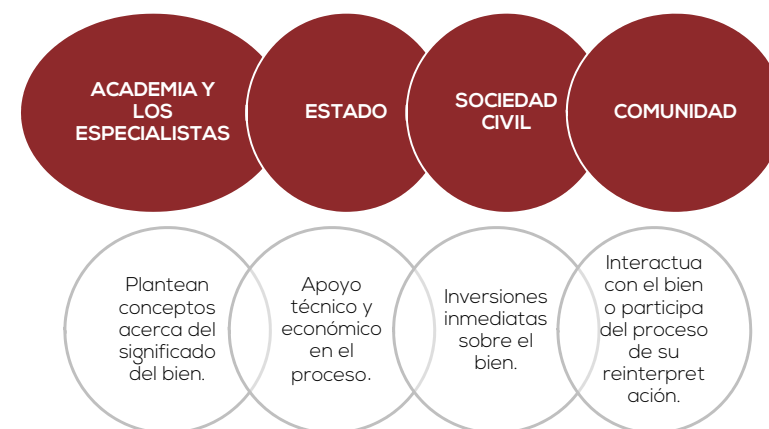 ACADEMIA Y
LOS
ESPECIALISTAS
ESTADO
SOCIEDAD
CIVIL
COMUNIDAD
Plantean
conceptos
acerca del
significado
del bien.
Apoyo
técnico y
económico
en el
proceso.
Inversiones
inmediatas
sobre el
bien.
Interactua
con el bien
o participa
del proceso
de su
reinterpret
ación.